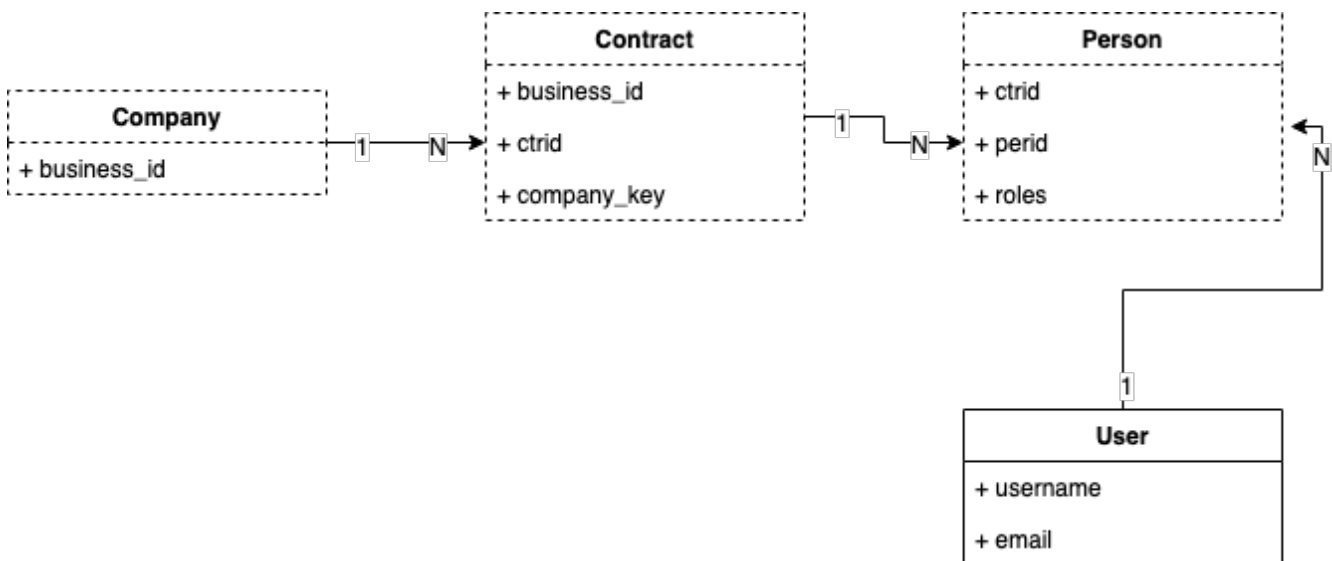 Company
+ business_id
1
N
Contract
+ business_id
+ ctrid
+ company_key
1
N
Person
+ ctrid
+ perid
+ roles
N
1
User
+ username
+ email